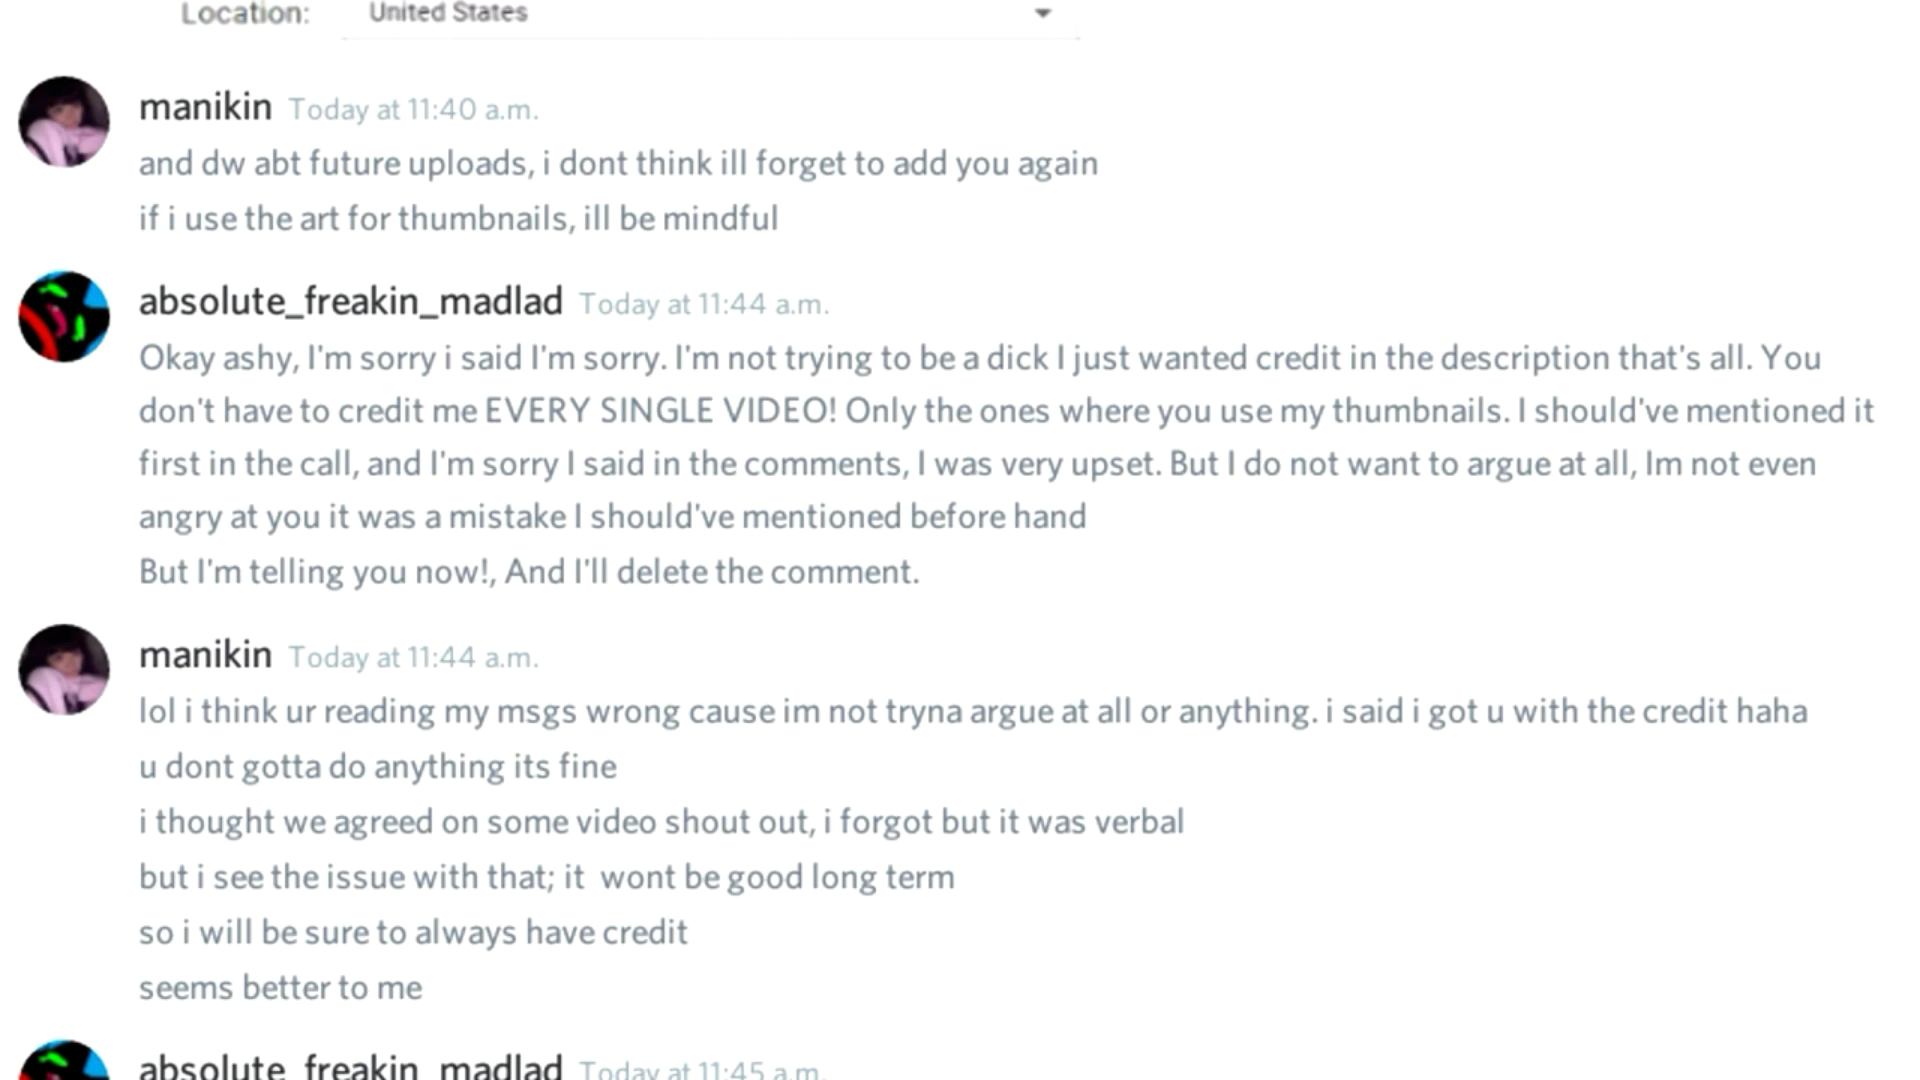 Location: United States
manikin Today at 11:40 a.m.
and dw abt future uploads, i dont think ill forget to add you again
if i use the art for thumbnails, ill be mindful
absolute_freakin_madlad Today at 11:44 a.m.
Okay ashy, I'm sorry i said I'm sorry. I'm not trying to be a dick I just wanted credit in the description that's all. You
don't have to credit me EVERY SINGLE VIDEO! Only the ones where you use my thumbnails. I should've mentioned it
first in the call, and I'm sorry I said in the comments, I was very upset. But I do not want to argue at all, Im not even
angry at you it was a mistake I should've mentioned before hand
But I'm telling you now!, And I'll delete the comment.
manikin Today at 11:44 a.m.
lol i think ur reading my msgs wrong cause im not tryna argue at all or anything. i said i got u with the credit haha
u dont gotta do anything its fine
i thought we agreed on some video shout out, i forgot but it was verbal
but i see the issue with that; it  wont be good long term
so i will be sure to always have credit
seems better to me
absolute_freakin_madlad Today at 11:45 a.m.